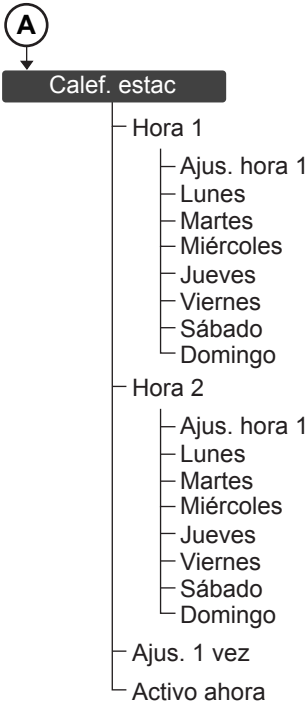 A
Calef. estac
Hora 1
Ajus. hora 1
Lunes
Martes
Miércoles
Jueves
Viernes
Sábado
Domingo
Hora 2
Ajus. hora 1
Lunes
Martes
Miércoles
Jueves
Viernes
Sábado
Domingo
Ajus. 1 vez
Activo ahora